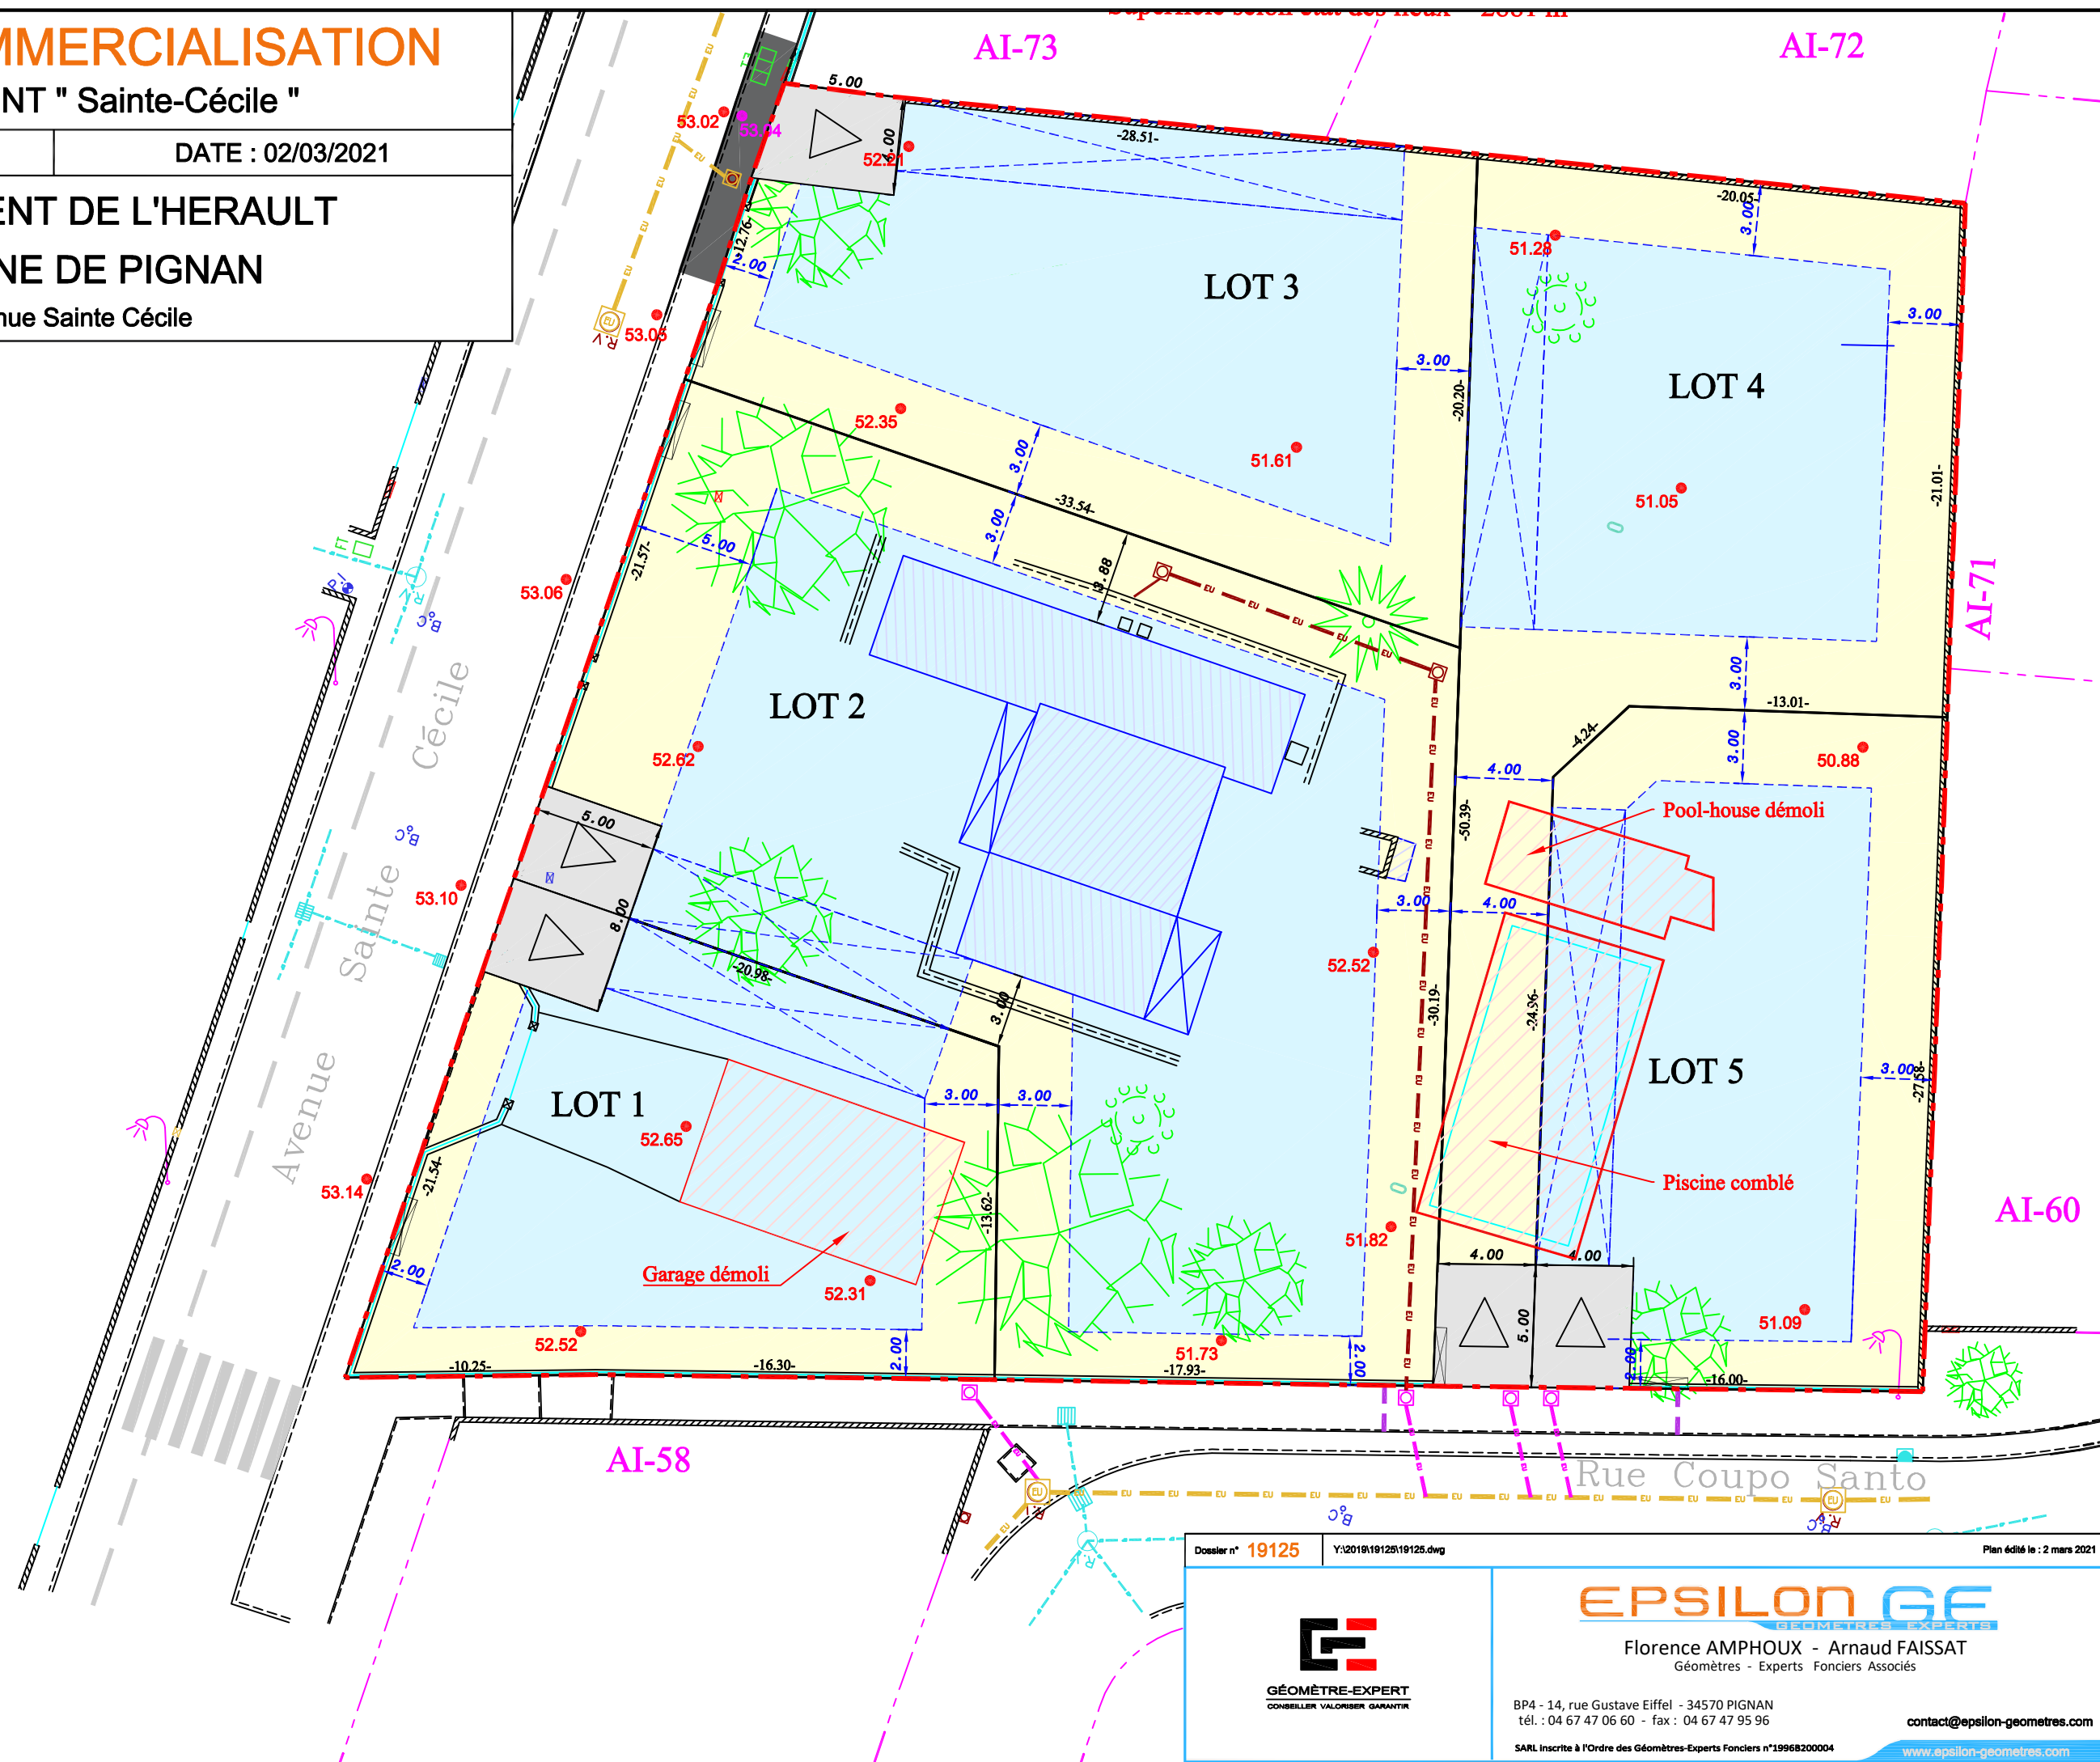 MMERCIALISATION
NT " Sainte-Cécile "
DATE : 02/03/2021
ENT DE L'HERAULT
NE DE PIGNAN
nue Sainte Cécile
AI-73
AI-72
5.00
53.02
53.04
4.00
52.21
-28.51-
-20.05-
3.00
51.28
-12.76-
2.00
LOT 3
53.05
3.00
3.00
-20.20-
LOT 4
52.35
3.00
51.61
51.05
-21.01-
-33.54-
3.00
5.00
-21.57-
3.88
53.06
AI-71
FT
LOT 2
3.00
-13.01-
-4.24-
3.00
52.62
50.88
4.00
5.00
-50.39-
Pool-house démoli
53.10
8.00
3.00
4.00
-20.98-
52.52
3.00
-30.19-
-24.96-
LOT 1
LOT 5
3.00
3.00
3.00
-27.58-
52.65
53.14
-21.54-
Piscine comblé
-13.62-
AI-60
51.82
4.00
4.00
2.00
Garage démoli
52.31
5.00
51.09
52.52
2.00
51.73
2.00
2.00
-10.25-
-16.30-
-17.93-
-16.00-
Avenue Sainte Cécile
AI-58
Rue Coupo Santo
Dossier n° 19125
Y:\2019\19125\19125.dwg
Plan édité le : 2 mars 2021
EPSILON GE
GEOMETRES EXPERTS
Florence AMPHOUX - Arnaud FAISSAT
Géomètres - Experts Fonciers Associés
GÉOMÈTRE-EXPERT
CONSEILLER VALORISER GARANTIR
BP4 - 14, rue Gustave Eiffel - 34570 PIGNAN
tél. : 04 67 47 06 60 - fax : 04 67 47 95 96
contact@epsilon-geometres.com
SARL inscrite à l'Ordre des Géomètres-Experts Fonciers n°1996B200004
www.epsilon-geometres.com